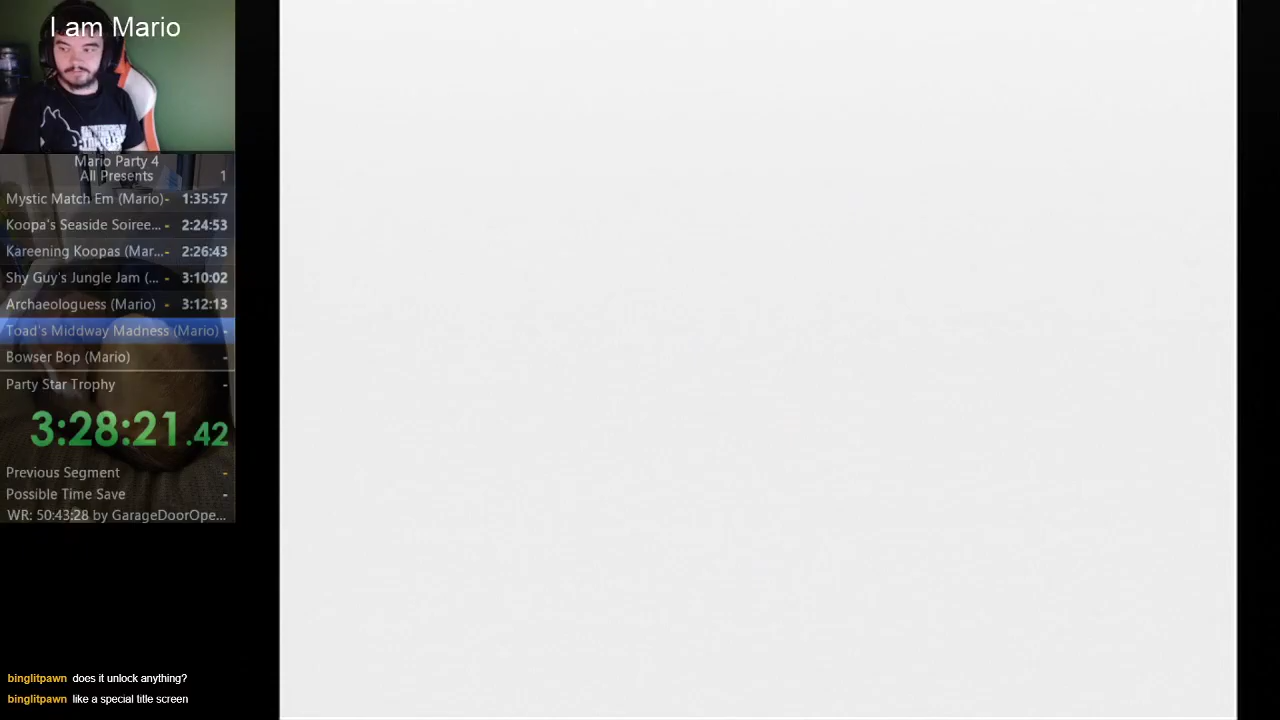 I am Mario
Mario Party 4
All Presents 1
Mystic Match Em (Mario)- 1:35:57
Koopa's Seaside Soiree... - 2:24:53
Kareening Koopas (Mar... - 2:26:43
Shy Guy's Jungle Jam (... - 3:10:02
Archaeologuess (Mario) - 3:12:13
Toad's Middway Madness (Mario) -
Bowser Bop (Mario) -
Party Star Trophy -
3:28:21.42
Previous Segment -
Possible Time Save -
WR: 50:43:28 by GarageDoorOpe...
binglitpawn does it unlock anything?
binglitpawn like a special title screen